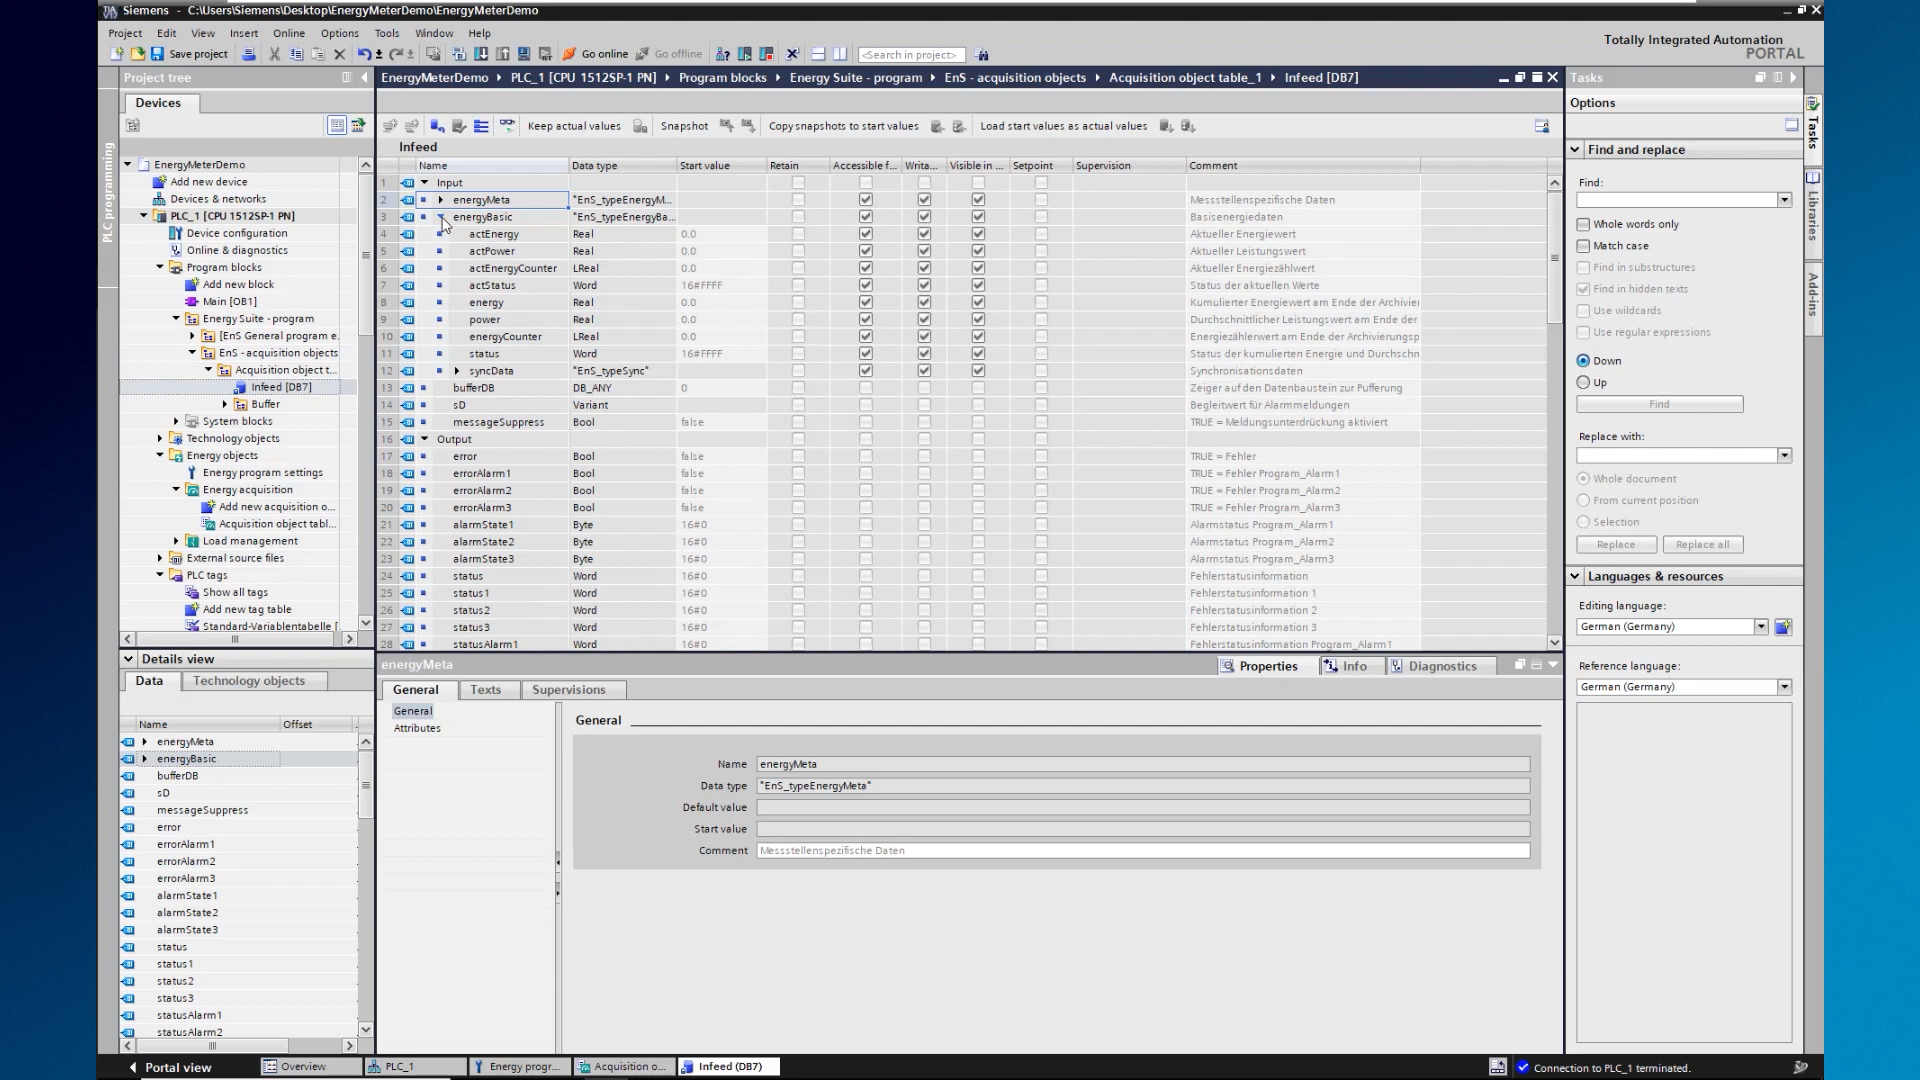 Siemens - C:\Users\Siemens\Desktop\EnergyMeterDemo\EnergyMeterDemo
Project Edit View Insert Online Options Tools Window Help
Totally Integrated Automation
PORTAL
Save project
Go online
Go offline
<Search in project>
Project tree
EnergyMeterDemo PLC_1 [CPU 1512SP-1 PN] Program blocks Energy Suite - program EnS - acquisition objects Acquisition object table_1 Infeed [DB7]
Tasks
Devices
Options
Keep actual values Snapshot Copy snapshots to start values Load start values as actual values
PLC programming
EnergyMeterDemo
Add new device
Devices & networks
PLC_1 [CPU 1512SP-1 PN]
Device configuration
Online & diagnostics
Program blocks
Add new block
Main [OB1]
Energy Suite - program
[EnS General program e.
EnS - acquisition objects
Acquisition object t...
Infeed [DB7]
Buffer
System blocks
Technology objects
Energy objects
Energy program settings
Energy acquisition
Add new acquisition o...
Acquisition object tabl...
Load management
External source files
PLC tags
Show all tags
Add new tag table
Standard-Variablentabelle [
Infeed
Name Data type Start value Retain Accessible f... Writa... Visible in ... Setpoint Supervision Comment
1 Input
2 energyMeta "EnS_typeEnergyM... Messstellenspezifische Daten
3 energyBasic "EnS_typeEnergyBa... Basisenergiedaten
4 actEnergy Real 0.0 Aktueller Energiewert
5 actPower Real 0.0 Aktueller Leistungswert
6 actEnergyCounter LReal 0.0 Aktueller Energiezählwert
7 actStatus Word 16#FFFF Status der aktuellen Werte
8 energy Real 0.0 Kumulierter Energiewert am Ende der Archivier
9 power Real 0.0 Durchschnittlicher Leistungswert am Ende der
10 energyCounter LReal 0.0 Energiezählerwert am Ende der Archivierungsp
11 status Word 16#FFFF Status der kumulierten Energie und Durchschn
12 syncData "EnS_typeSync" Synchronisationsdaten
13 bufferDB DB_ANY 0 Zeiger auf den Datenbaustein zur Pufferung
14 sD Variant Begleitwert für Alarmmeldungen
15 messageSuppress Bool false TRUE = Meldungsunterdrückung aktiviert
16 Output
17 error Bool false TRUE = Fehler
18 errorAlarm1 Bool false TRUE = Fehler Program_Alarm1
19 errorAlarm2 Bool false TRUE = Fehler Program_Alarm2
20 errorAlarm3 Bool false TRUE = Fehler Program_Alarm3
21 alarmState1 Byte 16#0 Alarmstatus Program_Alarm1
22 alarmState2 Byte 16#0 Alarmstatus Program_Alarm2
23 alarmState3 Byte 16#0 Alarmstatus Program_Alarm3
24 status Word 16#0 Fehlerstatusinformation
25 status1 Word 16#0 Fehlerstatusinformation 1
26 status2 Word 16#0 Fehlerstatusinformation 2
27 status3 Word 16#0 Fehlerstatusinformation 3
28 statusAlarm1 Word 16#0 Fehlerstatusinformation Program_Alarm1
Find and replace
Find:
Whole words only
Match case
Find in substructures
Find in hidden texts
Use wildcards
Use regular expressions
Down
Up
Find
Replace with:
Whole document
From current position
Selection
Replace Replace all
Languages & resources
Editing language:
German (Germany)
Reference language:
German (Germany)
Tasks
Libraries
Add-ins
Details view
Data Technology objects
Name Offset
energyMeta
energyBasic
bufferDB
sD
messageSuppress
error
errorAlarm1
errorAlarm2
errorAlarm3
alarmState1
alarmState2
alarmState3
status
status1
status2
status3
statusAlarm1
statusAlarm2
energyMeta
Properties Info Diagnostics
General Texts Supervisions
General
Attributes
General
Name energyMeta
Data type "EnS_typeEnergyMeta"
Default value
Start value
Comment Messstellenspezifische Daten
Portal view Overview PLC_1 Energy progr... Acquisition o... Infeed (DB7)
Connection to PLC_1 terminated.